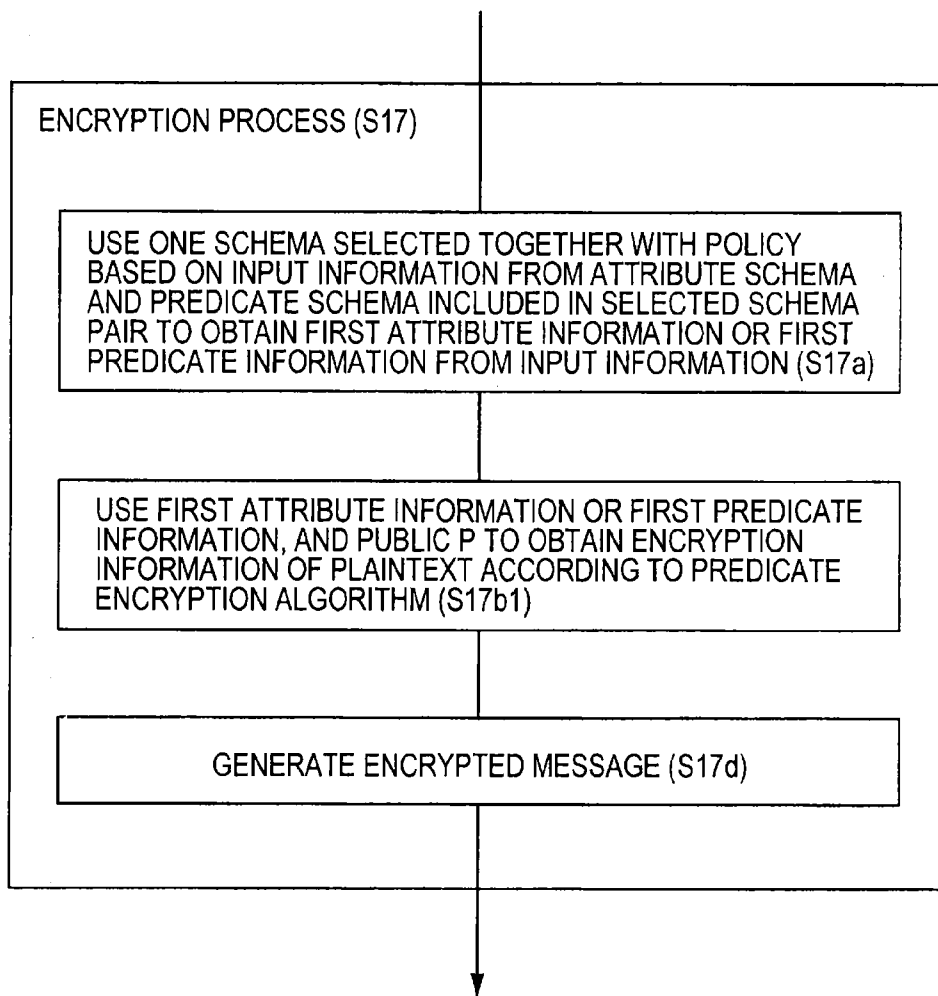 ENCRYPTION PROCESS (S17)
USE ONE SCHEMA SELECTED TOGETHER WITH POLICY
BASED ON INPUT INFORMATION FROM ATTRIBUTE SCHEMA
AND PREDICATE SCHEMA INCLUDED IN SELECTED SCHEMA
PAIR TO OBTAIN FIRST ATTRIBUTE INFORMATION OR FIRST
PREDICATE INFORMATION FROM INPUT INFORMATION (S17a)
USE FIRST ATTRIBUTE INFORMATION OR FIRST PREDICATE
INFORMATION, AND PUBLIC P TO OBTAIN ENCRYPTION
INFORMATION OF PLAINTEXT ACCORDING TO PREDICATE
ENCRYPTION ALGORITHM (S17b1)
GENERATE ENCRYPTED MESSAGE (S17d)